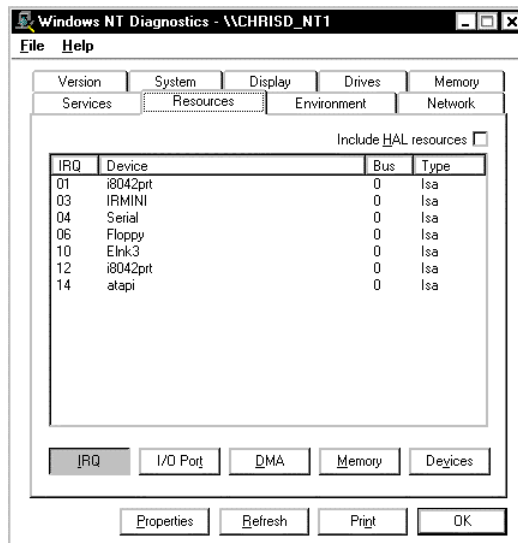 Windows NT Diagnostics - \\CHRISD_NT1
File Help
Version System Display Drives Memory
Services Resources Environment Network
Include HAL resources
IRQ Device Bus Type
01 i8042prt 0 Isa
03 IRMINI 0 Isa
04 Serial 0 Isa
06 Floppy 0 Isa
10 Elnk3 0 Isa
12 i8042prt 0 Isa
14 atapi 0 Isa
IRQ I/O Port DMA Memory Devices
Properties Refresh Print OK